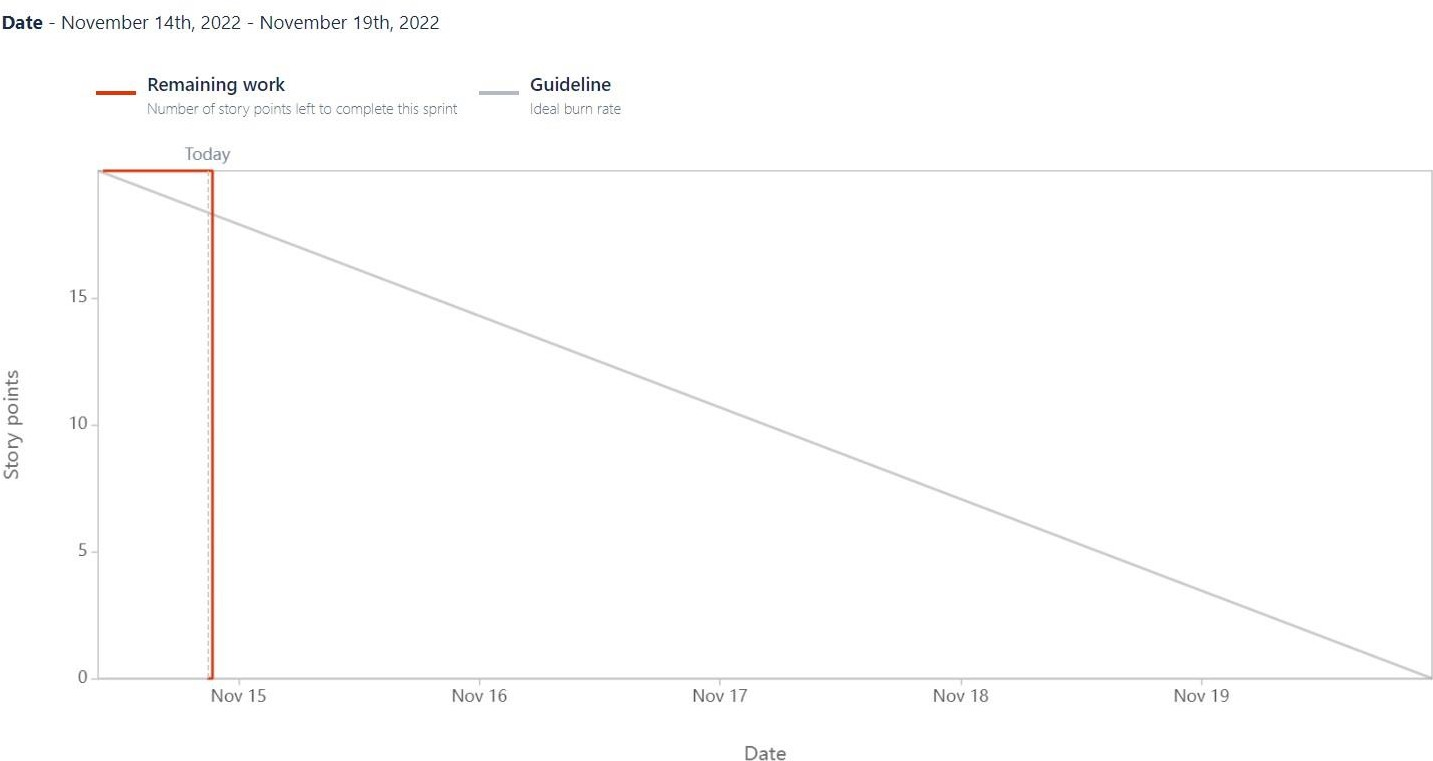 Date - November 14th, 2022 - November 19th, 2022
Remaining work
Number of story points left to complete this sprint
Guideline
Ideal burn rate
Today
Story points
15
10
5
0
Nov 15
Nov 16
Nov 17
Nov 18
Nov 19
Date